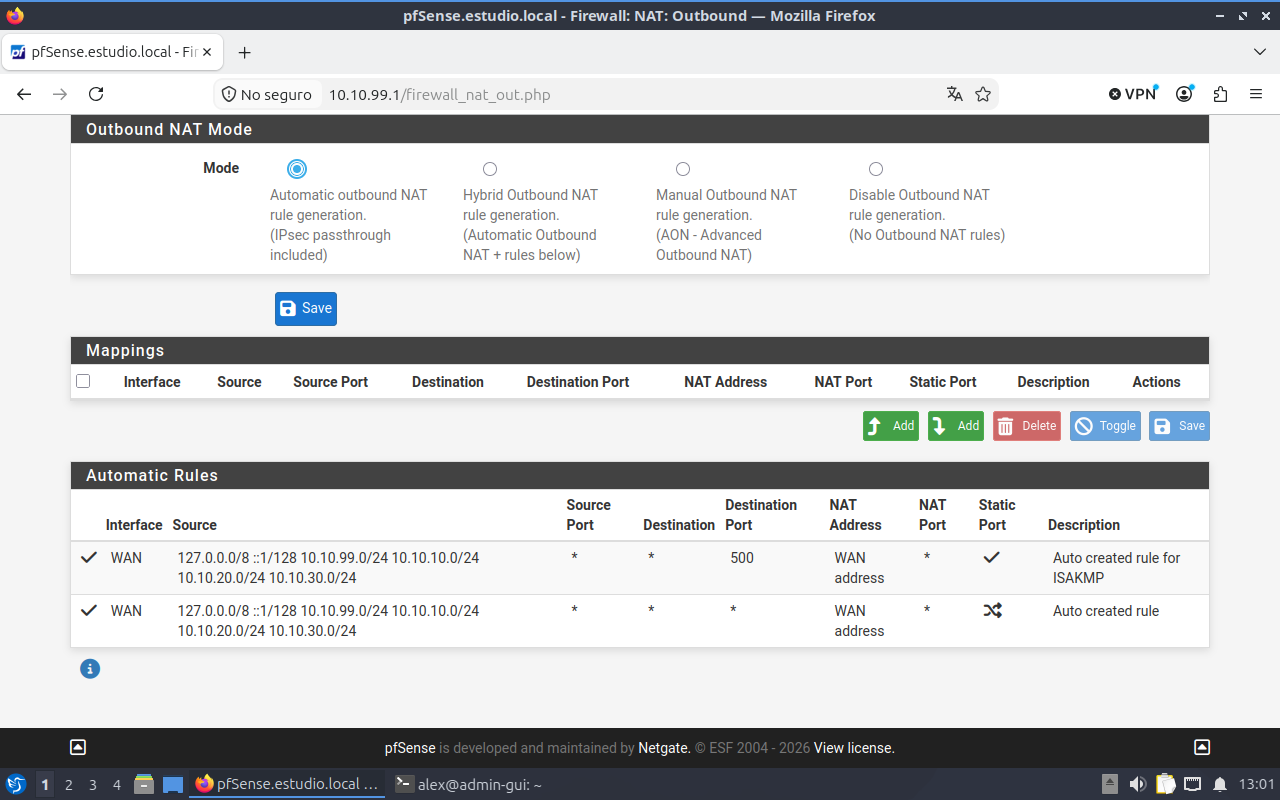 pfSense.estudio.local - Firewall: NAT: Outbound — Mozilla Firefox
pfSense.estudio.local - Fir
No seguro
10.10.99.1/firewall_nat_out.php
VPN
Outbound NAT Mode
Mode
Automatic outbound NAT
rule generation.
(IPsec passthrough
included)
Hybrid Outbound NAT
rule generation.
(Automatic Outbound
NAT + rules below)
Manual Outbound NAT
rule generation.
(AON - Advanced
Outbound NAT)
Disable Outbound NAT
rule generation.
(No Outbound NAT rules)
Save
Mappings
Interface Source Source Port Destination Destination Port NAT Address NAT Port Static Port Description Actions
Add Add Delete Toggle Save
Automatic Rules
Interface Source Source Port Destination Destination Port NAT Address NAT Port Static Port Description
WAN 127.0.0.0/8 ::1/128 10.10.99.0/24 10.10.10.0/24 * * 500 WAN * Auto created rule for
10.10.20.0/24 10.10.30.0/24 address ISAKMP
WAN 127.0.0.0/8 ::1/128 10.10.99.0/24 10.10.10.0/24 * * * WAN * Auto created rule
10.10.20.0/24 10.10.30.0/24 address
pfSense is developed and maintained by Netgate. © ESF 2004 - 2026 View license.
1 2 3 4 pfSense.estudio.local ... alex@admin-gui: ~ 13:01